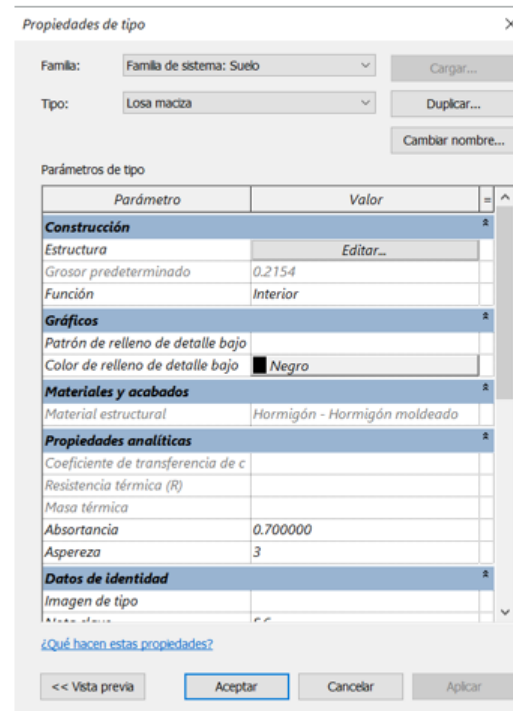 Propiedades de tipo
Familia: Familia de sistema: Suelo Cargar...
Tipo: Losa maciza Duplicar...
Cambiar nombre...
Parámetros de tipo
Parámetro Valor =
Construcción
Estructura Editar...
Grosor predeterminado 0.2154
Función Interior
Gráficos
Patrón de relleno de detalle bajo
Color de relleno de detalle bajo Negro
Materiales y acabados
Material estructural Hormigón - Hormigón moldeado
Propiedades analíticas
Coeficiente de transferencia de c
Resistencia térmica (R)
Masa térmica
Absortancia 0.700000
Aspereza 3
Datos de identidad
Imagen de tipo
¿Qué hacen estas propiedades?
<< Vista previa Aceptar Cancelar Aplicar